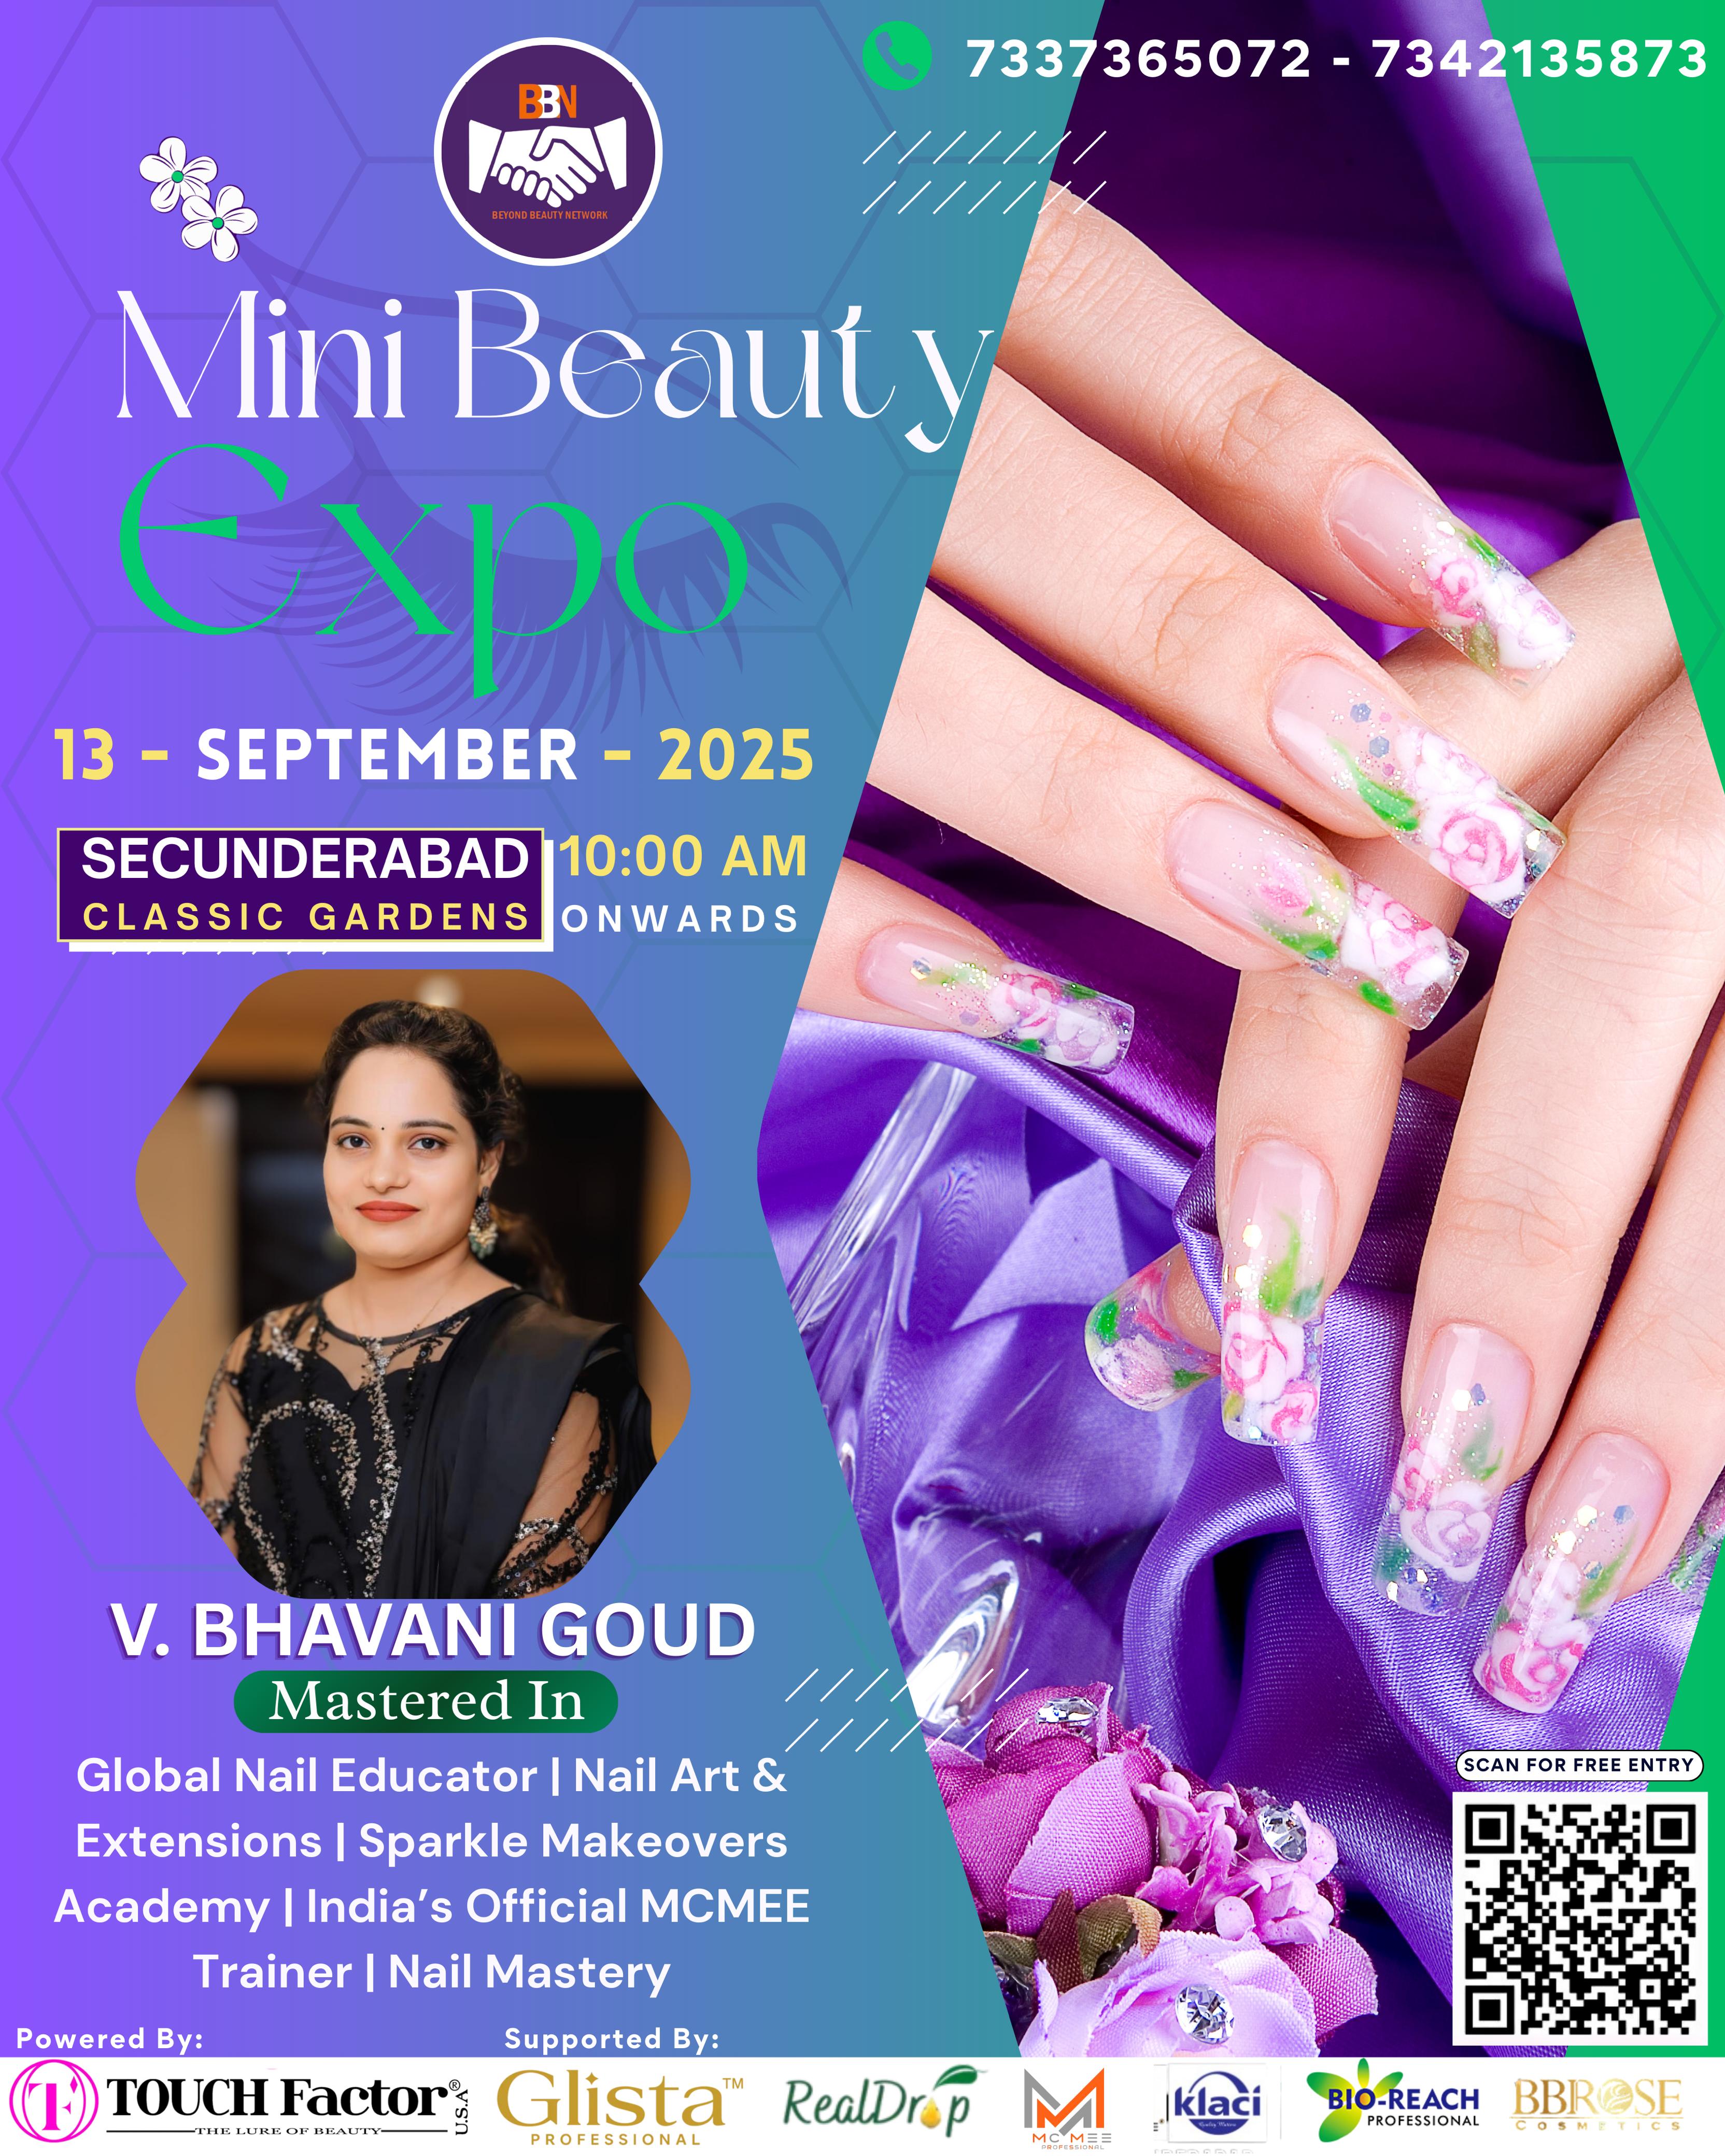 7337365072 - 7342135873
BBN
BEYOND BEAUTY NETWORK
Mini Beauty
Expo
13 - SEPTEMBER - 2025
SECUNDERABAD
CLASSIC GARDENS
10:00 AM
ONWARDS
V. BHAVANI GOUD
Mastered In
Global Nail Educator | Nail Art &
Extensions | Sparkle Makeovers
Academy | India’s Official MCMEE
Trainer | Nail Mastery
SCAN FOR FREE ENTRY
Powered By:
TF
TOUCH Factor® U.S.A
THE LURE OF BEAUTY
Supported By:
Glista™
PROFESSIONAL
RealDrop
MCMEE
PROFESSIONAL
klaci
BIO-REACH
PROFESSIONAL
BBROSE
COSMETICS